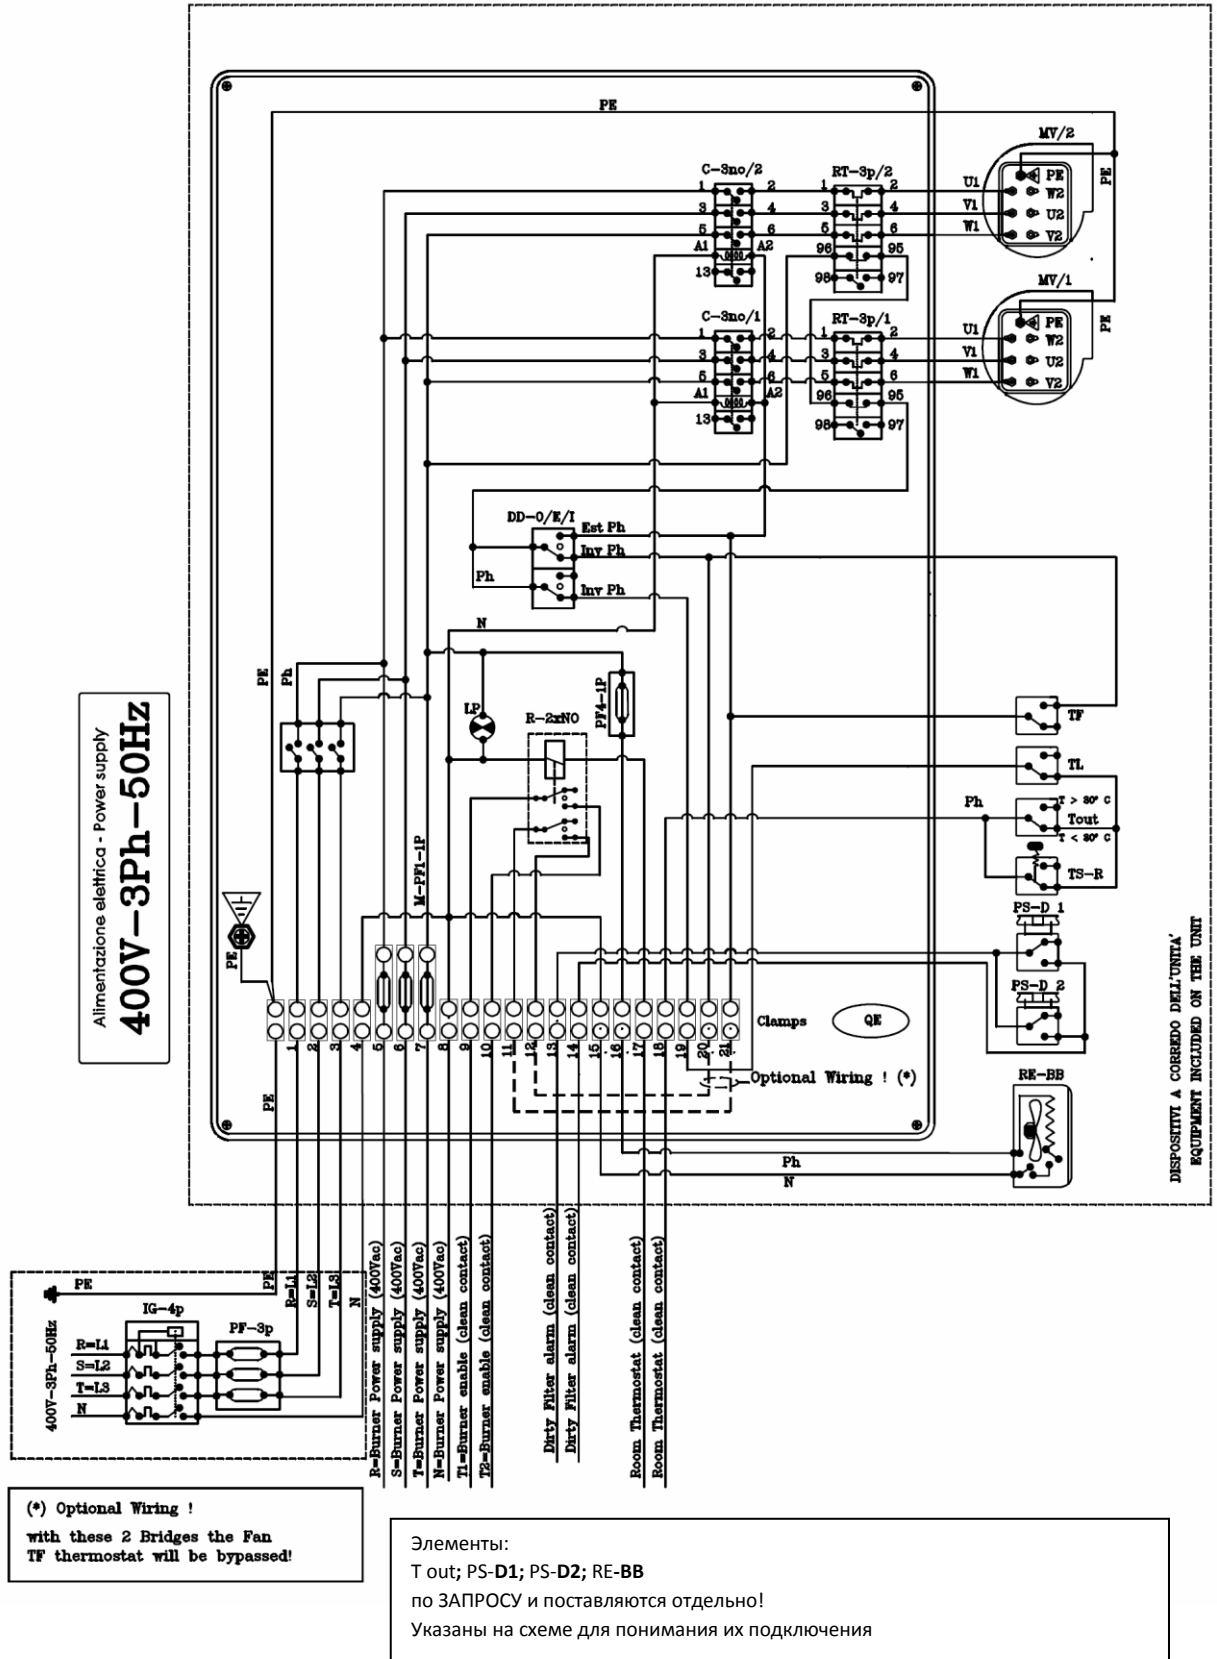 PE
MV/2
C-3no/2
RT-3p/2
1 2 1 2 U1 PE
W2
PE
3 4 3 4 V1 U2
5 6 5 6 W1 V2
A1 A2 96 95
13 98 97
MV/1
C-3no/1
RT-3p/1
1 2 1 2 U1 PE
W2
PE
3 4 3 4 V1 U2
5 6 5 6 W1 V2
A1 A2 96 95
13 98 97
DD-0/E/I
Est Ph
Inv Ph
Ph
Inv Ph
N
PE
Ph
LP
R-2xNO
PF4-1P
TF
TL
Ph
T > 30° C
Tout
T < 30° C
TS-R
M-PF1-1P
PS-D 1
PS-D 2
PE
Clamps
QE
1 2 3 4 5 6 7 8 9 10 11 12 13 14 15 16 17 18 19 20 21
Optional Wiring ! (*)
PE
RE-BB
Ph
N
Alimentazione elettrica - Power supply
400V-3Ph-50Hz
DISPOSITIVI A CORREDO DELL'UNITA'
EQUIPMENT INCLUDED ON THE UNIT
PE
PE
R=L1
S=L2
T=L3
N
R=Burner Power supply (400Vac)
S=Burner Power supply (400Vac)
T=Burner Power supply (400Vac)
N=Burner Power supply (400Vac)
T1=Burner enable (clean contact)
T2=Burner enable (clean contact)
Dirty Filter alarm (clean contact)
Dirty Filter alarm (clean contact)
Room Thermostat (clean contact)
Room Thermostat (clean contact)
IG-4p
PF-3p
400V-3Ph-50Hz
R=L1
S=L2
T=L3
N
(*) Optional Wiring !
with these 2 Bridges the Fan
TF thermostat will be bypassed!
Элементы:
T out; PS-D1; PS-D2; RE-BB
по ЗАПРОСУ и поставляются отдельно!
Указаны на схеме для понимания их подключения